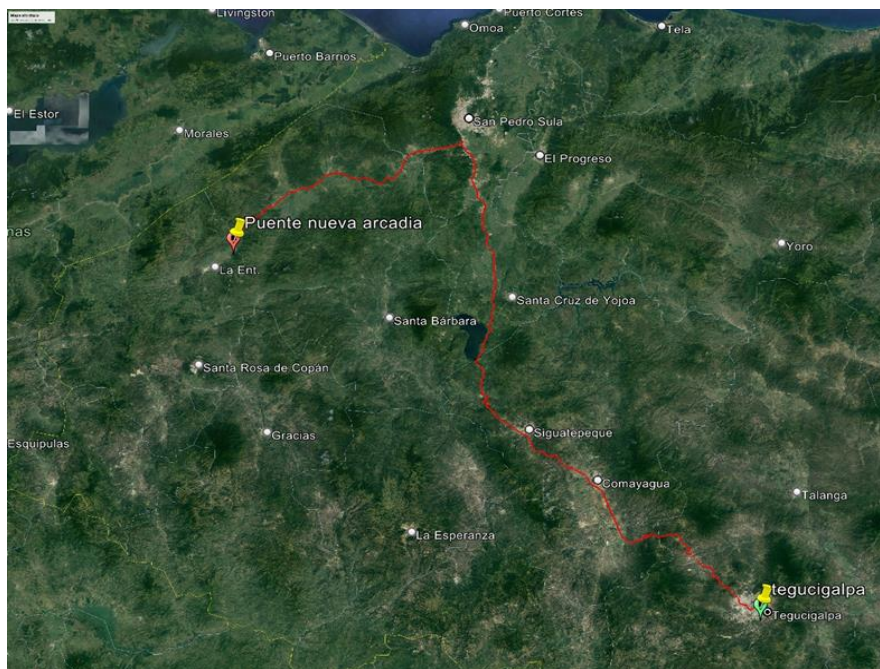 Livingston
Puerto Cortés
Omoa
Tela
Puerto Barrios
El Estor
San Pedro Sula
Morales
El Progreso
Puente nueva arcadia
nas
Yoro
La Ent.
Santa Cruz de Yojoa
Santa Bárbara
Santa Rosa de Copán
Siguatepeque
Gracias
Esquipulas
Comayagua
Talanga
La Esperanza
tegucigalpa
Tegucigalpa